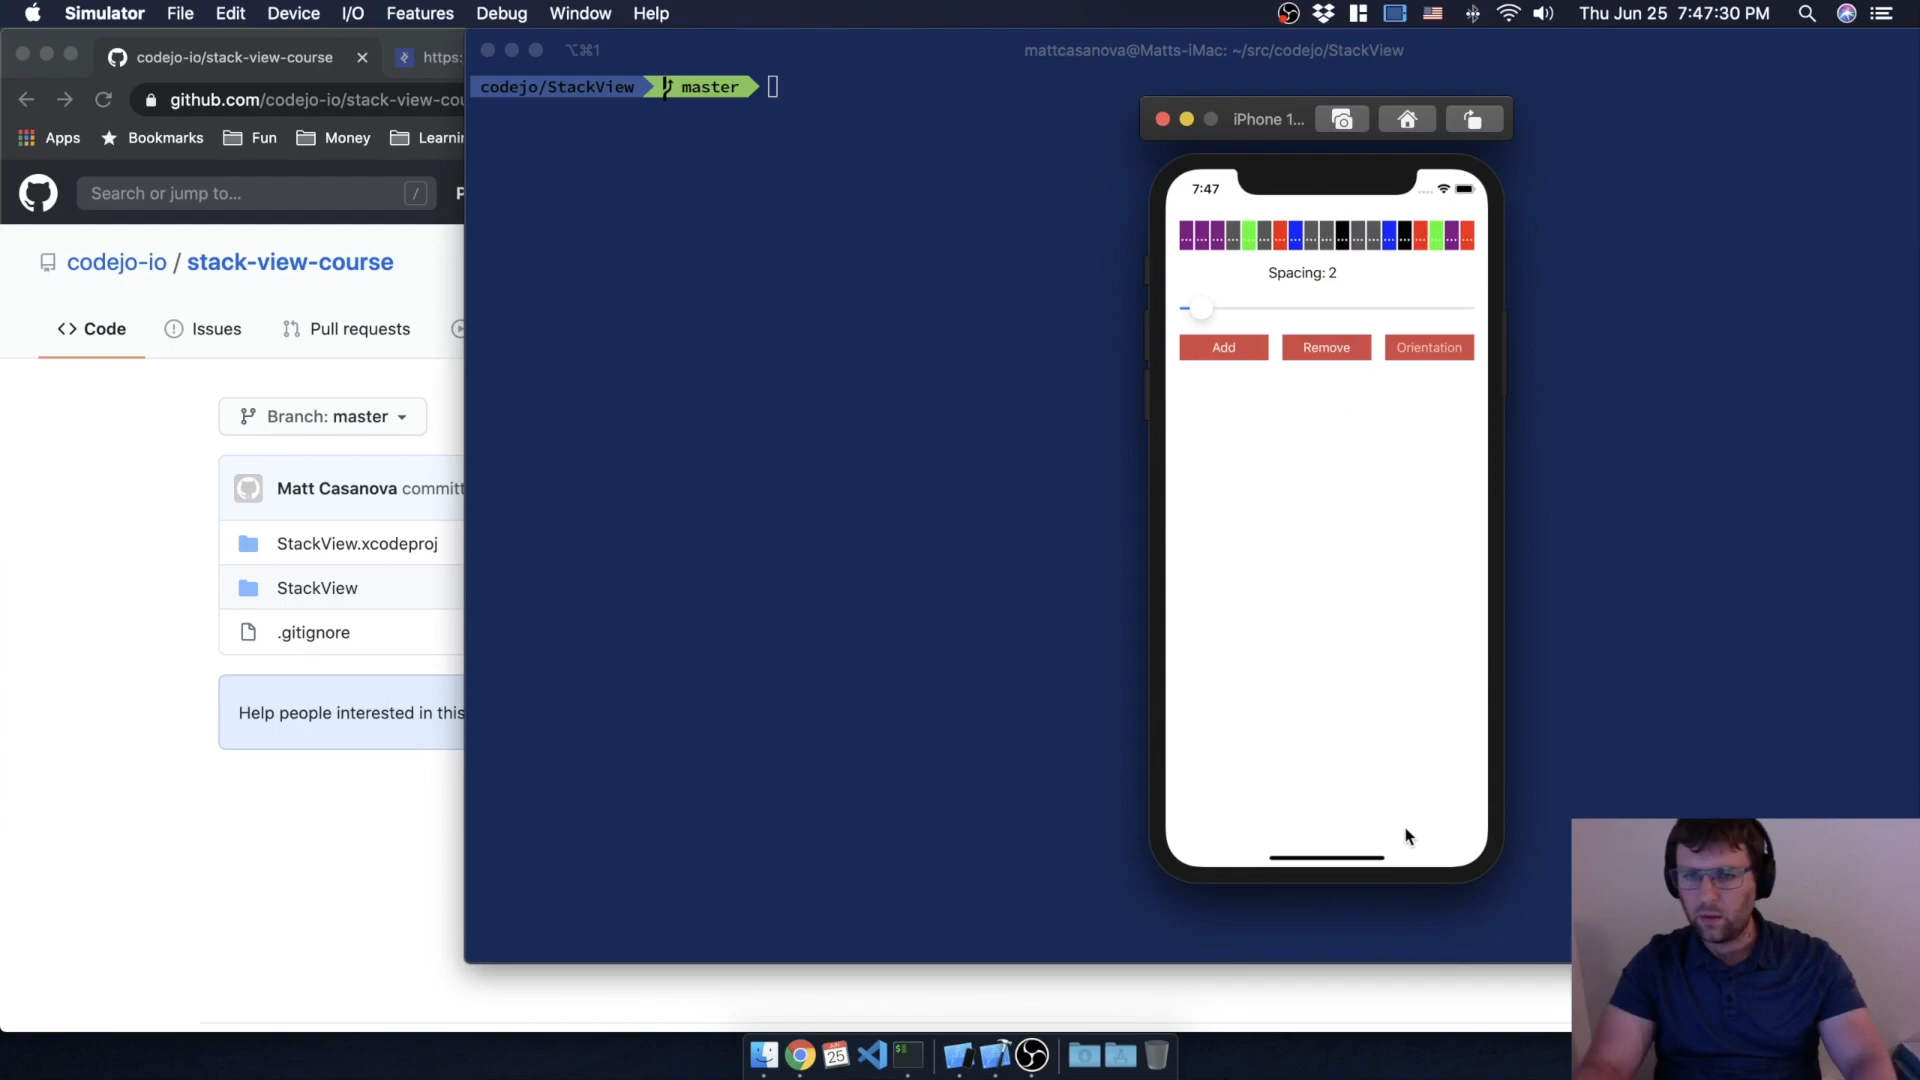 Simulator File Edit Device I/O Features Debug Window Help
Thu Jun 25 7:47:30 PM
codejo-io/stack-view-course
https:
⌥⌘1
mattcasanova@Matts-iMac: ~/src/codejo/StackView
codejo/StackView master
github.com/codejo-io/stack-view-cou
Apps Bookmarks Fun Money Learnin
Search or jump to... /
P
codejo-io / stack-view-course
Code Issues Pull requests
Branch: master
Matt Casanova committ
StackView.xcodeproj
StackView
.gitignore
Help people interested in this
iPhone 1...
7:47
... ... ... ... ... ... ... ... ... ... ... ... ... ... ... ... ... ... ...
Spacing: 2
Add Remove Orientation
JUN
25
$